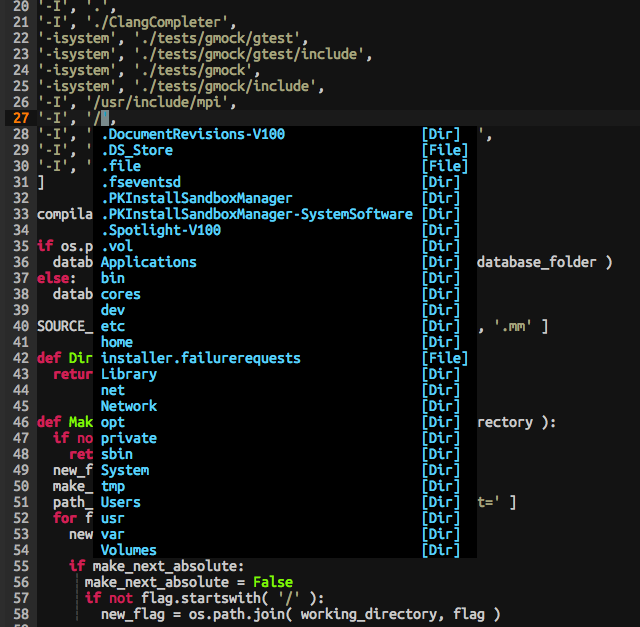 20 '-I', '.',
21 '-I', './ClangCompleter',
22 '-isystem', './tests/gmock/gtest',
23 '-isystem', './tests/gmock/gtest/include',
24 '-isystem', './tests/gmock',
25 '-isystem', './tests/gmock/include',
26 '-I', '/usr/include/mpi',
27 '-I', '/',
28 '-I', ' .DocumentRevisions-V100 [Dir] ',
29 '-I', ' .DS_Store [File]
30 '-I', ' .file [File]
31 ] .fseventsd [Dir]
32 .PKInstallSandboxManager [Dir]
33 compila .PKInstallSandboxManager-SystemSoftware [Dir]
34 .Spotlight-V100 [Dir]
35 if os.p .vol [Dir]
36 datab Applications [Dir] database_folder )
37 else: bin [Dir]
38 datab cores [Dir]
39 dev [Dir]
40 SOURCE_ etc [Dir] , '.mm' ]
41 home [Dir]
42 def Dir installer.failurerequests [File]
43 retur Library [Dir]
44 net [Dir]
45 Network [Dir]
46 def Mak opt [Dir] rectory ):
47 if no private [Dir]
48 ret sbin [Dir]
49 new_f System [Dir]
50 make_ tmp [Dir]
51 path_ Users [Dir] t=' ]
52 for f usr [Dir]
53 new var [Dir]
54 Volumes [Dir]
55 if make_next_absolute:
56 make_next_absolute = False
57 if not flag.startswith( '/' ):
58 new_flag = os.path.join( working_directory, flag )